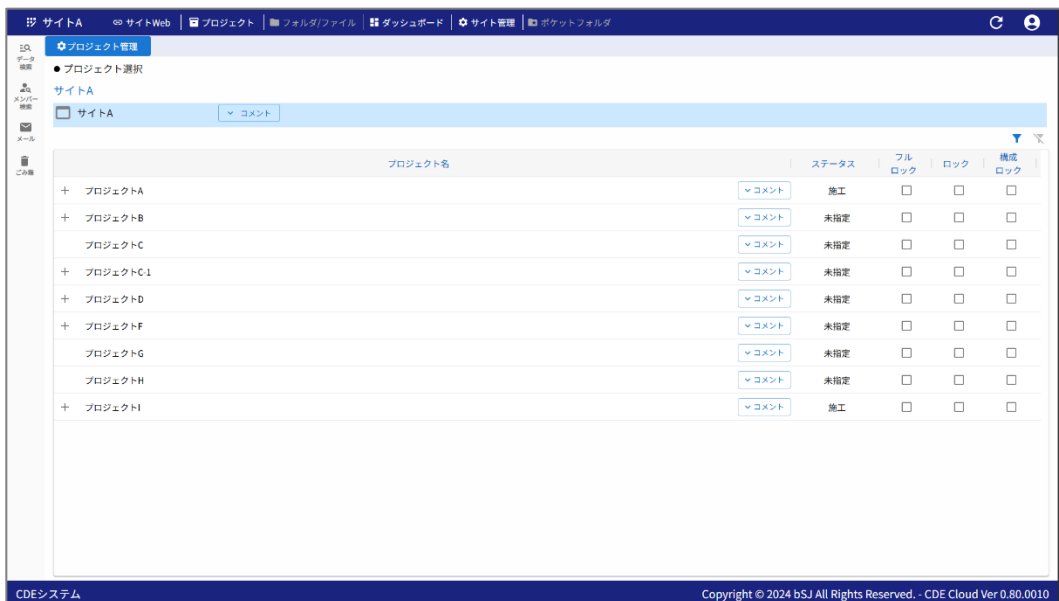 サイトA サイトWeb プロジェクト フォルダ/ファイル ダッシュボード サイト管理 ポケットフォルダ
データ
検索
メンバー
検索
メール
ごみ箱
プロジェクト管理
● プロジェクト選択
サイトA
サイトA コメント
プロジェクト名 ステータス フルロック ロック 構成ロック
プロジェクトA コメント 施工
プロジェクトB コメント 未指定
プロジェクトC コメント 未指定
プロジェクトC-1 コメント 未指定
プロジェクトD コメント 未指定
プロジェクトF コメント 未指定
プロジェクトG コメント 未指定
プロジェクトH コメント 未指定
プロジェクトI コメント 施工
CDEシステム Copyright © 2024 bSJ All Rights Reserved. - CDE Cloud Ver 0.80.0010